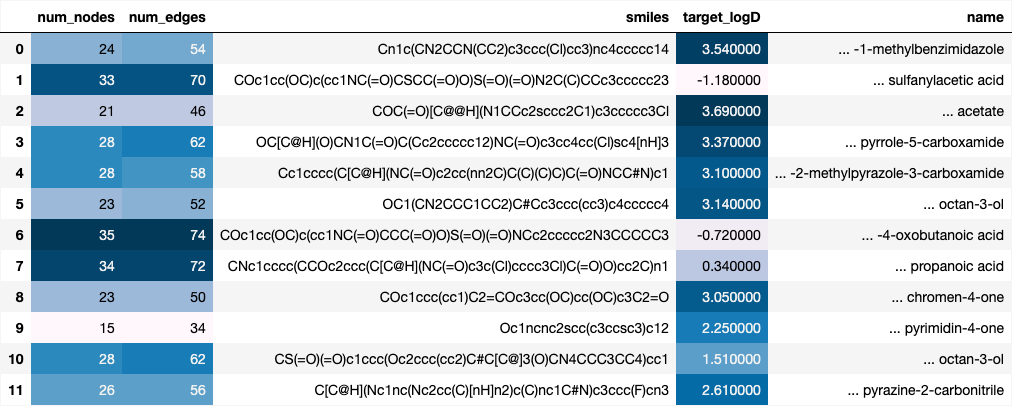 num_nodes num_edges smiles target_logD name
0 24 54 Cn1c(CN2CCN(CC2)c3ccc(Cl)cc3)nc4ccccc14 3.540000 ... -1-methylbenzimidazole
1 33 70 COc1cc(OC)c(cc1NC(=O)CSCC(=O)O)S(=O)(=O)N2C(C)CCc3ccccc23 -1.180000 ... sulfanylacetic acid
2 21 46 COC(=O)[C@@H](N1CCc2sccc2C1)c3ccccc3Cl 3.690000 ... acetate
3 28 62 OC[C@H](O)CN1C(=O)C(Cc2ccccc12)NC(=O)c3cc4cc(Cl)sc4[nH]3 3.370000 ... pyrrole-5-carboxamide
4 28 58 Cc1cccc(C[C@H](NC(=O)c2cc(nn2C)C(C)(C)C)C(=O)NCC#N)c1 3.100000 ... -2-methylpyrazole-3-carboxamide
5 23 52 OC1(CN2CCC1CC2)C#Cc3ccc(cc3)c4ccccc4 3.140000 ... octan-3-ol
6 35 74 COc1cc(OC)c(cc1NC(=O)CCC(=O)O)S(=O)(=O)NCc2ccccc2N3CCCCC3 -0.720000 ... -4-oxobutanoic acid
7 34 72 CNc1cccc(CCOc2ccc(C[C@H](NC(=O)c3c(Cl)cccc3Cl)C(=O)O)cc2C)n1 0.340000 ... propanoic acid
8 23 50 COc1ccc(cc1)C2=COc3cc(OC)cc(OC)c3C2=O 3.050000 ... chromen-4-one
9 15 34 Oc1ncnc2scc(c3ccsc3)c12 2.250000 ... pyrimidin-4-one
10 28 62 CS(=O)(=O)c1ccc(Oc2ccc(cc2)C#C[C@]3(O)CN4CCC3CC4)cc1 1.510000 ... octan-3-ol
11 26 56 C[C@H](Nc1nc(Nc2cc(C)[nH]n2)c(C)nc1C#N)c3ccc(F)cn3 2.610000 ... pyrazine-2-carbonitrile